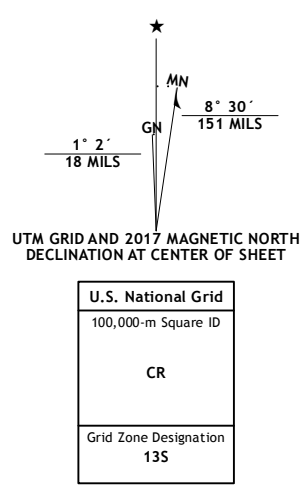 MN
8° 30´
151 MILS
GN
1° 2´
18 MILS
UTM GRID AND 2017 MAGNETIC NORTH
DECLINATION AT CENTER OF SHEET
U.S. National Grid
100,000-m Square ID
CR
Grid Zone Designation
13S